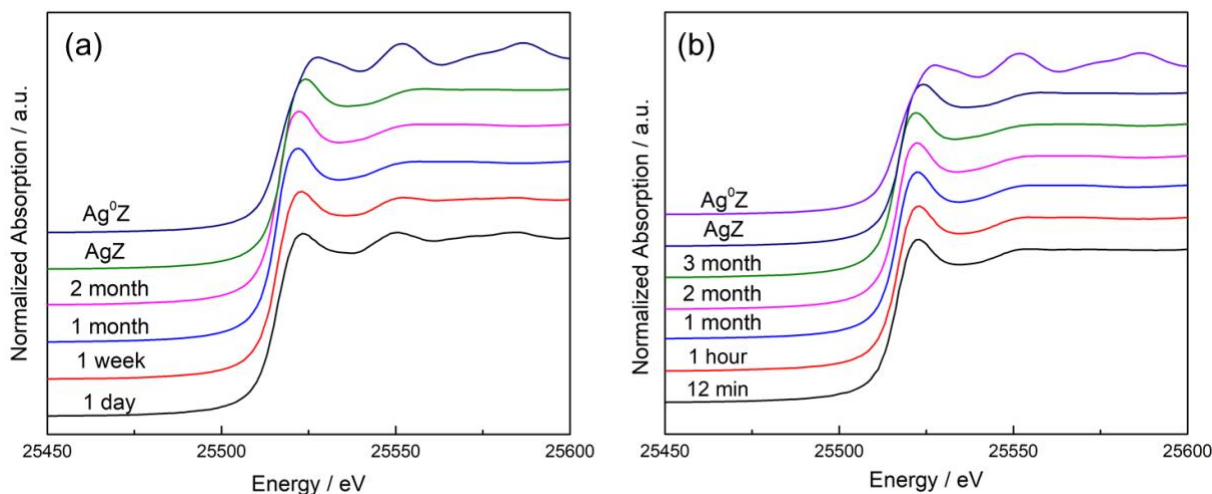 (a)
Normalized Absorption / a.u.
Ag⁰Z
AgZ
2 month
1 month
1 week
1 day
25450 25500 25550 25600
Energy / eV
(b)
Normalized Absorption / a.u.
Ag⁰Z
AgZ
3 month
2 month
1 month
1 hour
12 min
25450 25500 25550 25600
Energy / eV